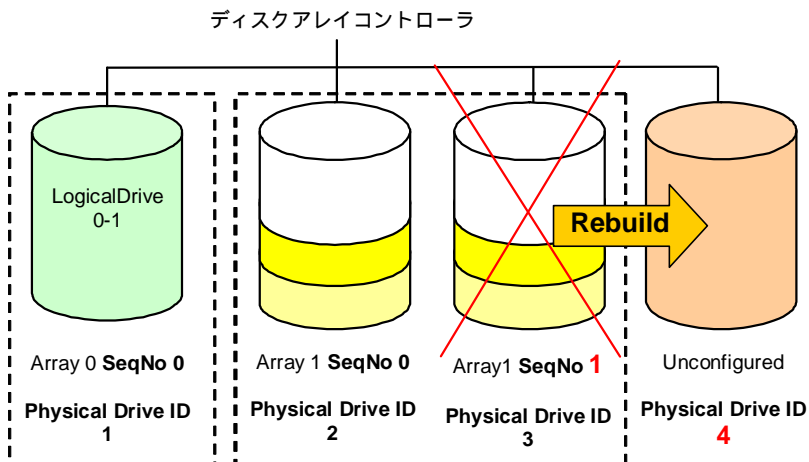 ディスクアレイコントローラ
LogicalDrive
0-1
Rebuild
Array 0 SeqNo 0
Array 1 SeqNo 0
Array1 SeqNo 1
Unconfigured
Physical Drive ID
1
Physical Drive ID
2
Physical Drive ID
3
Physical Drive ID
4